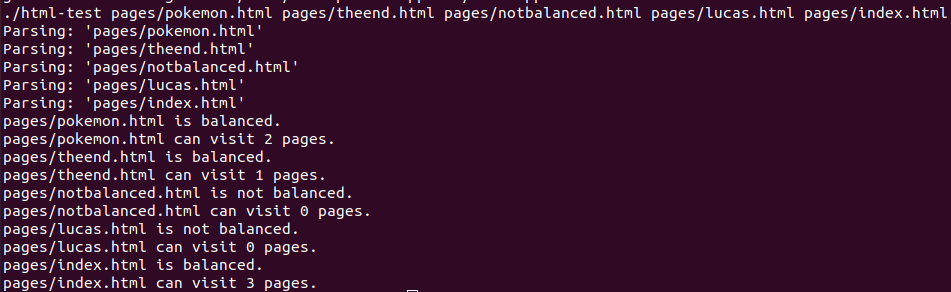 ./html-test pages/pokemon.html pages/theend.html pages/notbalanced.html pages/lucas.html pages/index.html
Parsing: 'pages/pokemon.html'
Parsing: 'pages/theend.html'
Parsing: 'pages/notbalanced.html'
Parsing: 'pages/lucas.html'
Parsing: 'pages/index.html'
pages/pokemon.html is balanced.
pages/pokemon.html can visit 2 pages.
pages/theend.html is balanced.
pages/theend.html can visit 1 pages.
pages/notbalanced.html is not balanced.
pages/notbalanced.html can visit 0 pages.
pages/lucas.html is not balanced.
pages/lucas.html can visit 0 pages.
pages/index.html is balanced.
pages/index.html can visit 3 pages.